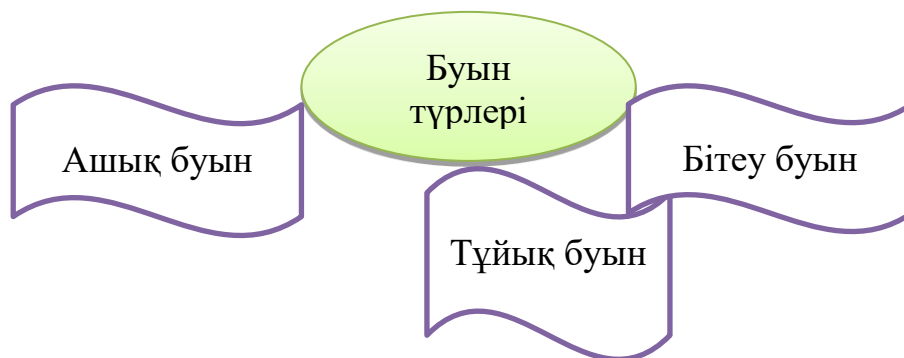 Буын
түрлері
Ашық буын
Бітеу буын
Тұйық буын